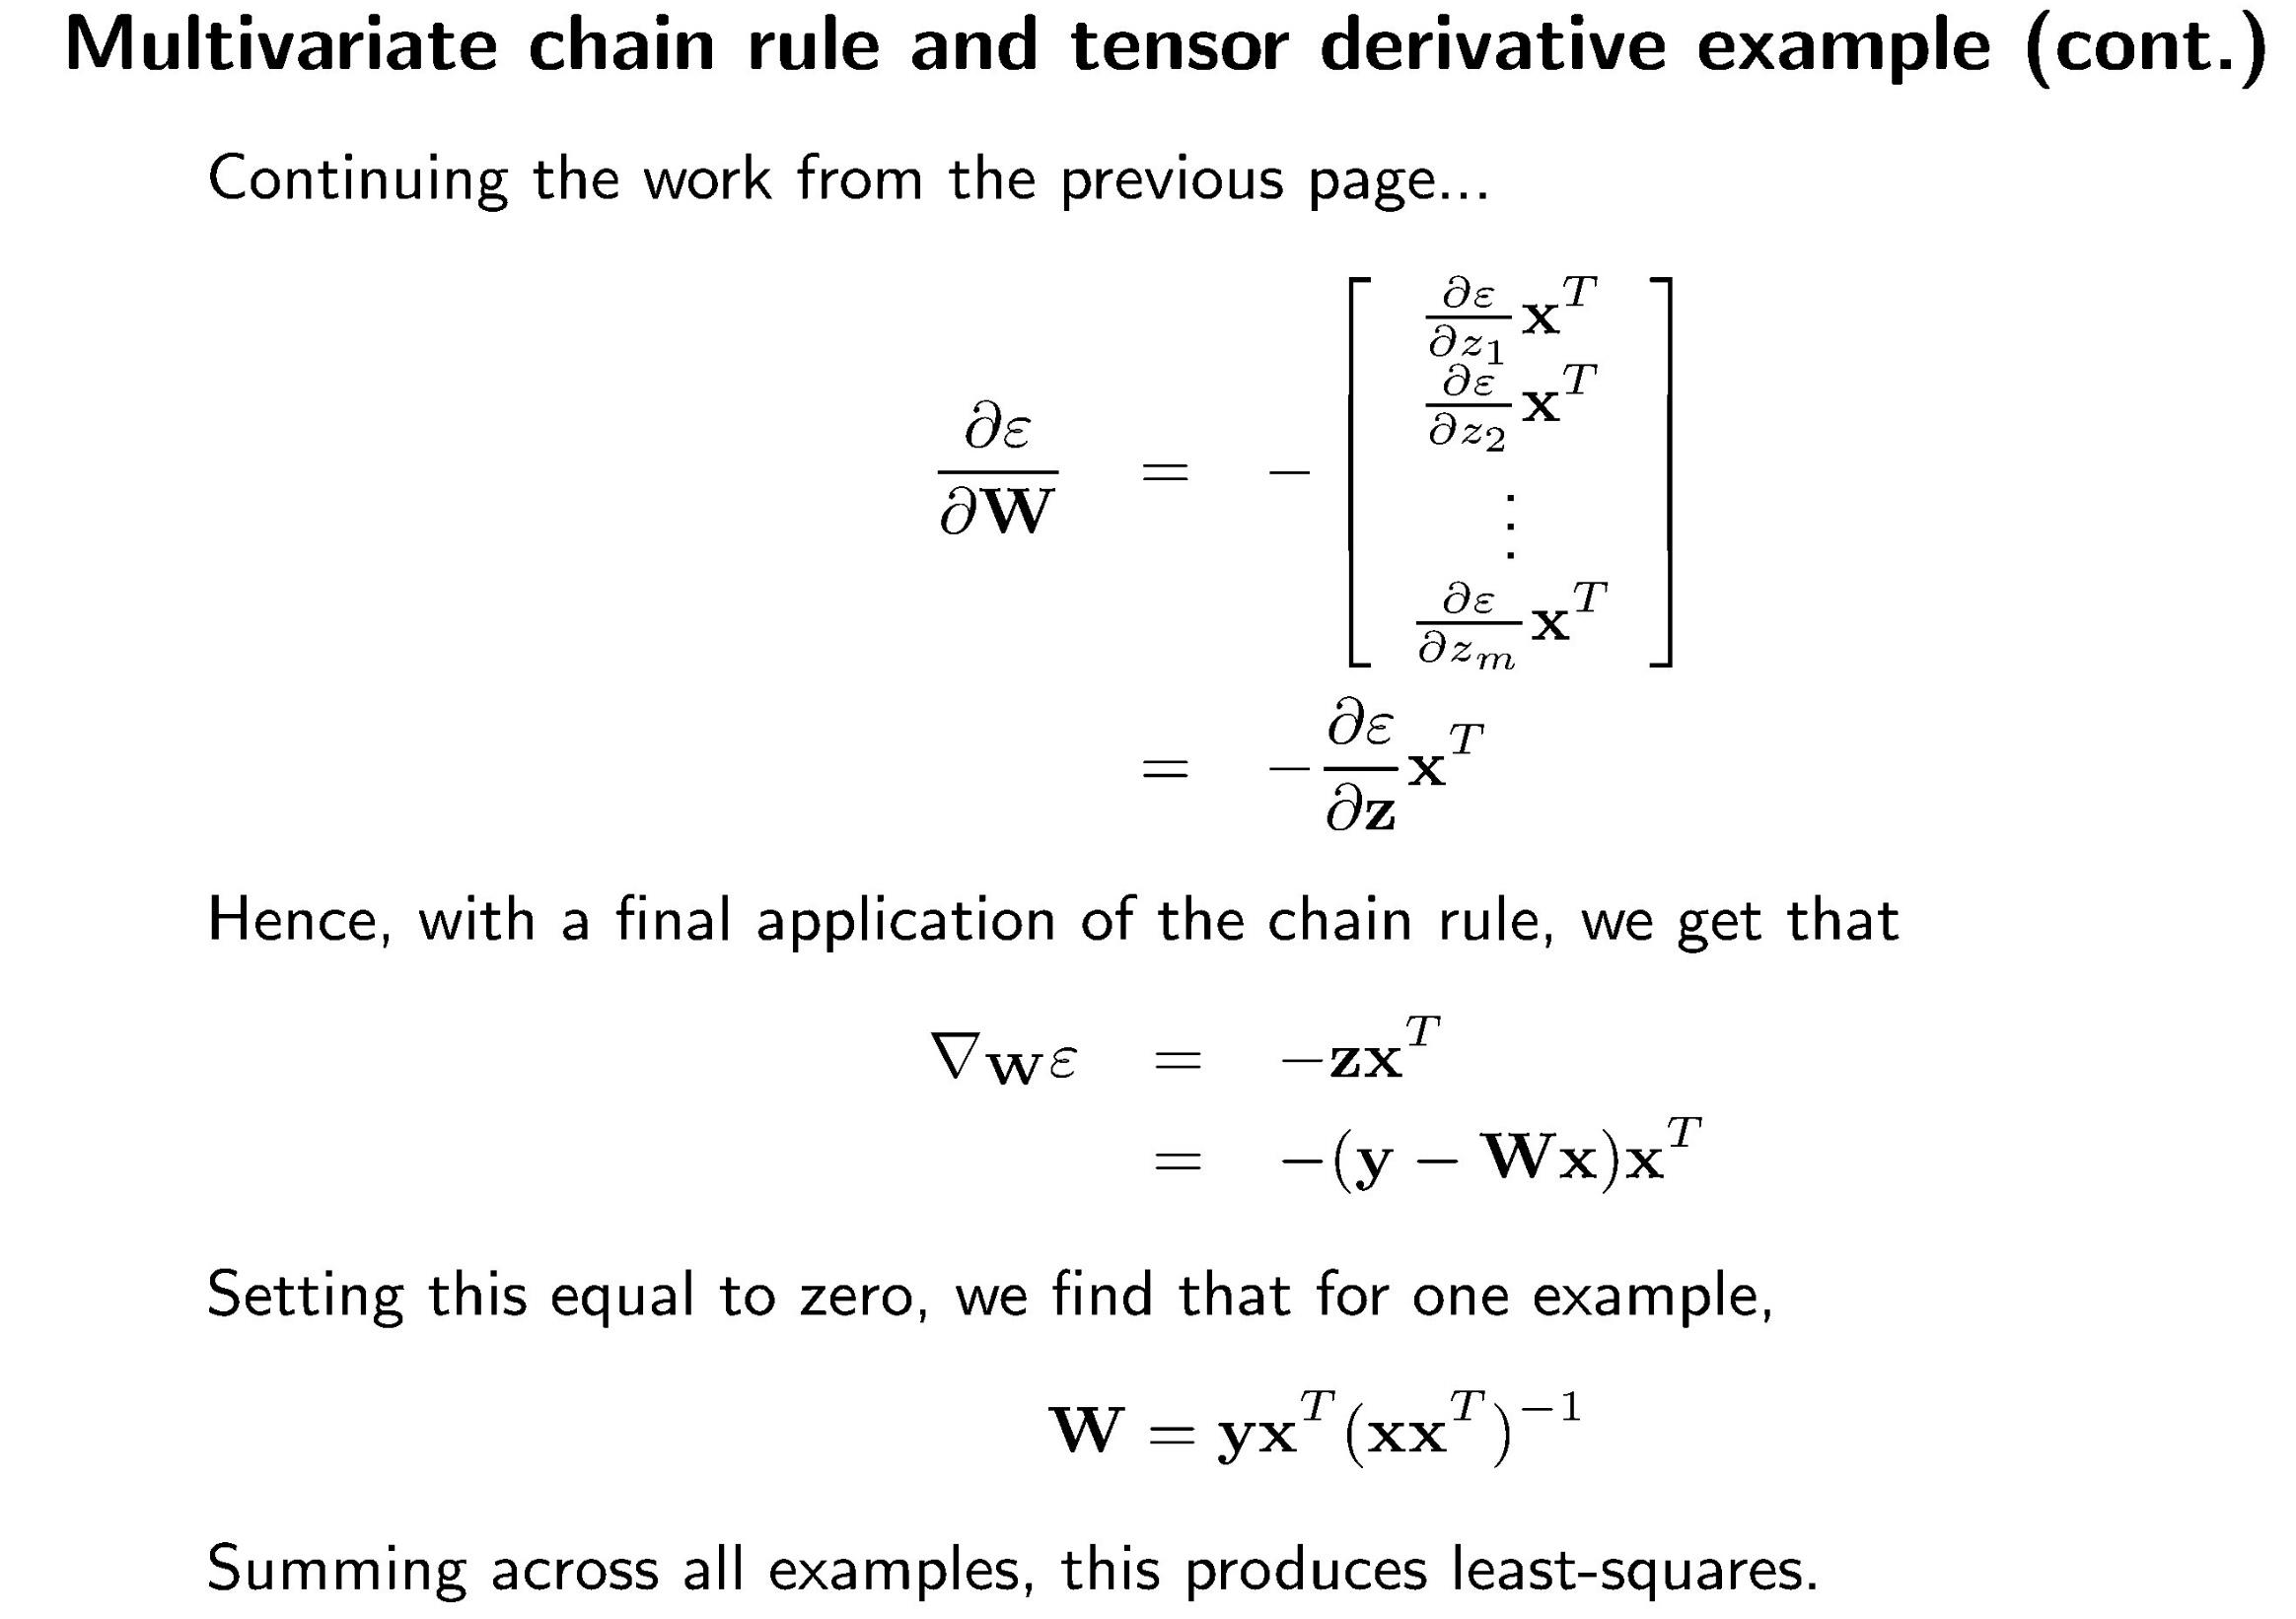 Multivariate chain rule and tensor derivative example (cont.)
Continuing the work from the previous page...
$$\frac{\partial \varepsilon}{\partial \mathbf{W}} = -\begin{bmatrix} \frac{\partial \varepsilon}{\partial z_1}\mathbf{x}^T \\ \frac{\partial \varepsilon}{\partial z_2}\mathbf{x}^T \\ \vdots \\ \frac{\partial \varepsilon}{\partial z_m}\mathbf{x}^T \end{bmatrix}$$
$$= -\frac{\partial \varepsilon}{\partial \mathbf{z}}\mathbf{x}^T$$
Hence, with a final application of the chain rule, we get that
$$\nabla_{\mathbf{W}}\varepsilon = -\mathbf{z}\mathbf{x}^T$$
$$= -(\mathbf{y} - \mathbf{W}\mathbf{x})\mathbf{x}^T$$
Setting this equal to zero, we find that for one example,
$$\mathbf{W} = \mathbf{y}\mathbf{x}^T(\mathbf{x}\mathbf{x}^T)^{-1}$$
Summing across all examples, this produces least-squares.